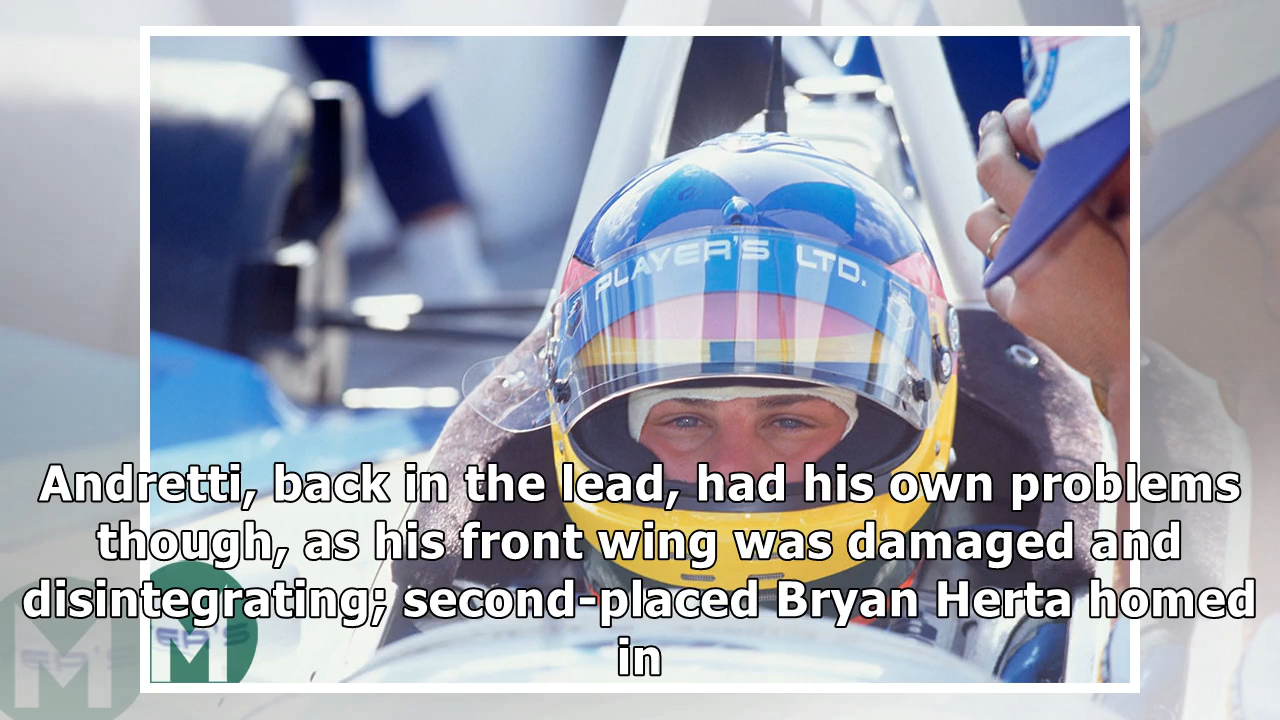 PLAYER'S LTD.
Andretti, back in the lead, had his own problems
though, as his front wing was damaged and
disintegrating; second-placed Bryan Herta homed
in
M